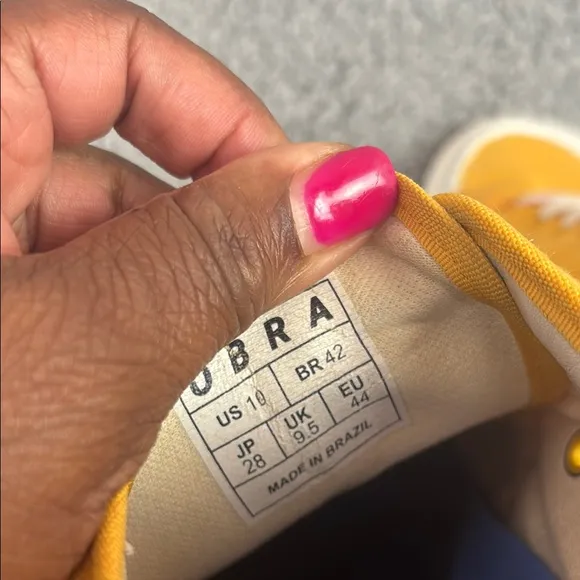 OBRA
US 10 BR 42
JP 28 UK 9.5 EU 44
MADE IN BRAZIL